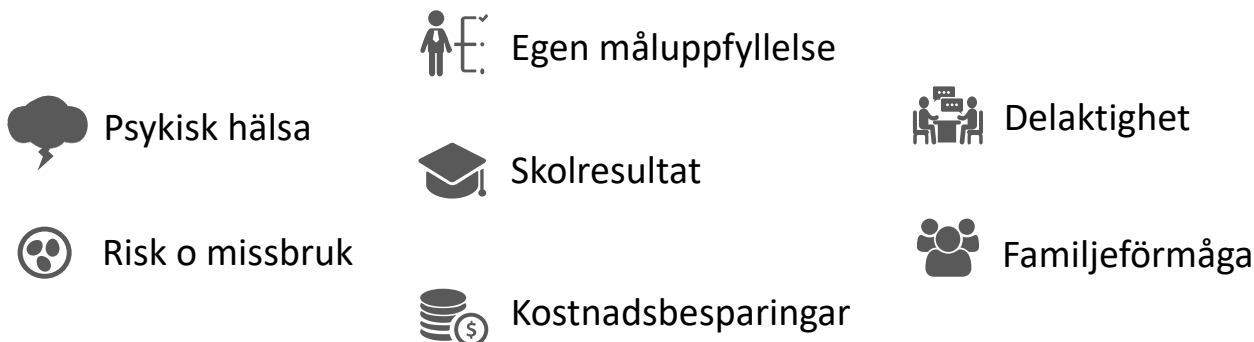 Egen måluppfyllelse
Psykisk hälsa
Delaktighet
Skolresultat
Risk o missbruk
Familjeförmåga
Kostnadsbesparingar
$